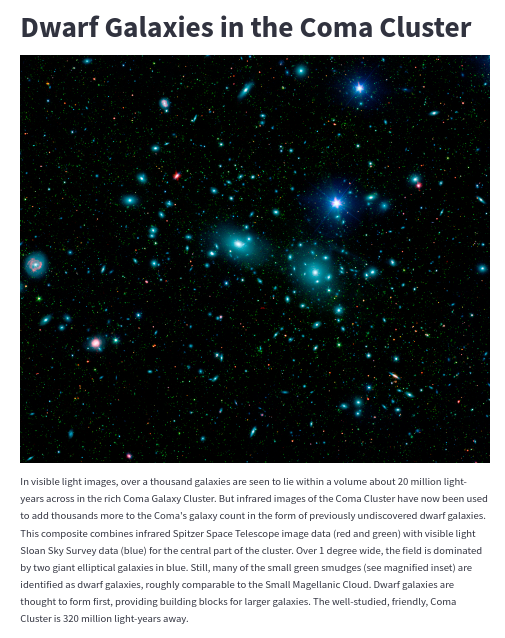 Dwarf Galaxies in the Coma Cluster
In visible light images, over a thousand galaxies are seen to lie within a volume about 20 million light-
years across in the rich Coma Galaxy Cluster. But infrared images of the Coma Cluster have now been used
to add thousands more to the Coma's galaxy count in the form of previously undiscovered dwarf galaxies.
This composite combines infrared Spitzer Space Telescope image data (red and green) with visible light
Sloan Sky Survey data (blue) for the central part of the cluster. Over 1 degree wide, the field is dominated
by two giant elliptical galaxies in blue. Still, many of the small green smudges (see magnified inset) are
identified as dwarf galaxies, roughly comparable to the Small Magellanic Cloud. Dwarf galaxies are
thought to form first, providing building blocks for larger galaxies. The well-studied, friendly, Coma
Cluster is 320 million light-years away.